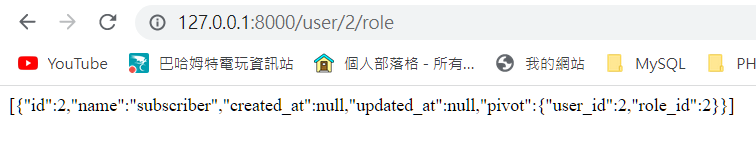 127.0.0.1:8000/user/2/role
YouTube 巴哈姆特電玩資訊站 個人部落格 - 所有... 我的網站 MySQL PH
[{"id":2,"name":"subscriber","created_at":null,"updated_at":null,"pivot":{"user_id":2,"role_id":2}}]